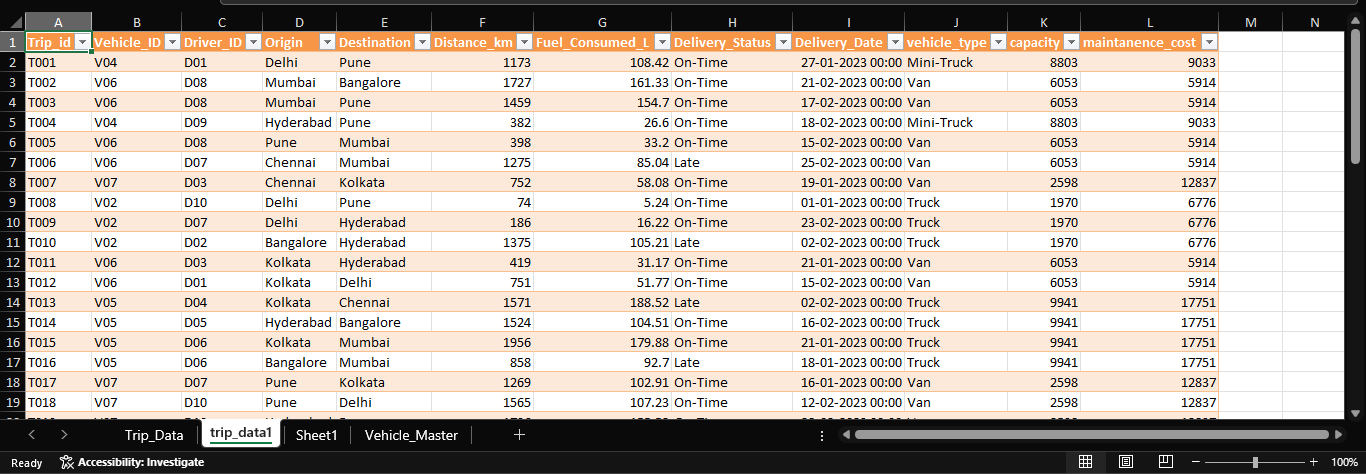 A B C D E F G H I J K L M N
1 Trip_id Vehicle_ID Driver_ID Origin Destination Distance_km Fuel_Consumed_L Delivery_Status Delivery_Date vehicle_type capacity maintanence_cost
2 T001 V04 D01 Delhi Pune 1173 108.42 On-Time 27-01-2023 00:00 Mini-Truck 8803 9033
3 T002 V06 D08 Mumbai Bangalore 1727 161.33 On-Time 21-02-2023 00:00 Van 6053 5914
4 T003 V06 D08 Mumbai Pune 1459 154.7 On-Time 17-02-2023 00:00 Van 6053 5914
5 T004 V04 D09 Hyderabad Pune 382 26.6 On-Time 18-02-2023 00:00 Mini-Truck 8803 9033
6 T005 V06 D08 Pune Mumbai 398 33.2 On-Time 15-02-2023 00:00 Van 6053 5914
7 T006 V06 D07 Chennai Mumbai 1275 85.04 Late 25-02-2023 00:00 Van 6053 5914
8 T007 V07 D03 Chennai Kolkata 752 58.08 On-Time 19-01-2023 00:00 Van 2598 12837
9 T008 V02 D10 Delhi Pune 74 5.24 On-Time 01-01-2023 00:00 Truck 1970 6776
10 T009 V02 D07 Delhi Hyderabad 186 16.22 On-Time 23-02-2023 00:00 Truck 1970 6776
11 T010 V02 D02 Bangalore Hyderabad 1375 105.21 Late 02-02-2023 00:00 Truck 1970 6776
12 T011 V06 D03 Kolkata Hyderabad 419 31.17 On-Time 21-01-2023 00:00 Van 6053 5914
13 T012 V06 D01 Kolkata Delhi 751 51.77 On-Time 15-02-2023 00:00 Van 6053 5914
14 T013 V05 D04 Kolkata Chennai 1571 188.52 Late 02-02-2023 00:00 Truck 9941 17751
15 T014 V05 D05 Hyderabad Bangalore 1524 104.51 On-Time 16-02-2023 00:00 Truck 9941 17751
16 T015 V05 D06 Kolkata Mumbai 1956 179.88 On-Time 21-01-2023 00:00 Truck 9941 17751
17 T016 V05 D06 Bangalore Mumbai 858 92.7 Late 18-01-2023 00:00 Truck 9941 17751
18 T017 V07 D07 Pune Kolkata 1269 102.91 On-Time 16-01-2023 00:00 Van 2598 12837
19 T018 V07 D10 Pune Delhi 1565 107.23 On-Time 12-02-2023 00:00 Van 2598 12837
Trip_Data trip_data1 Sheet1 Vehicle_Master
Ready Accessibility: Investigate 100%